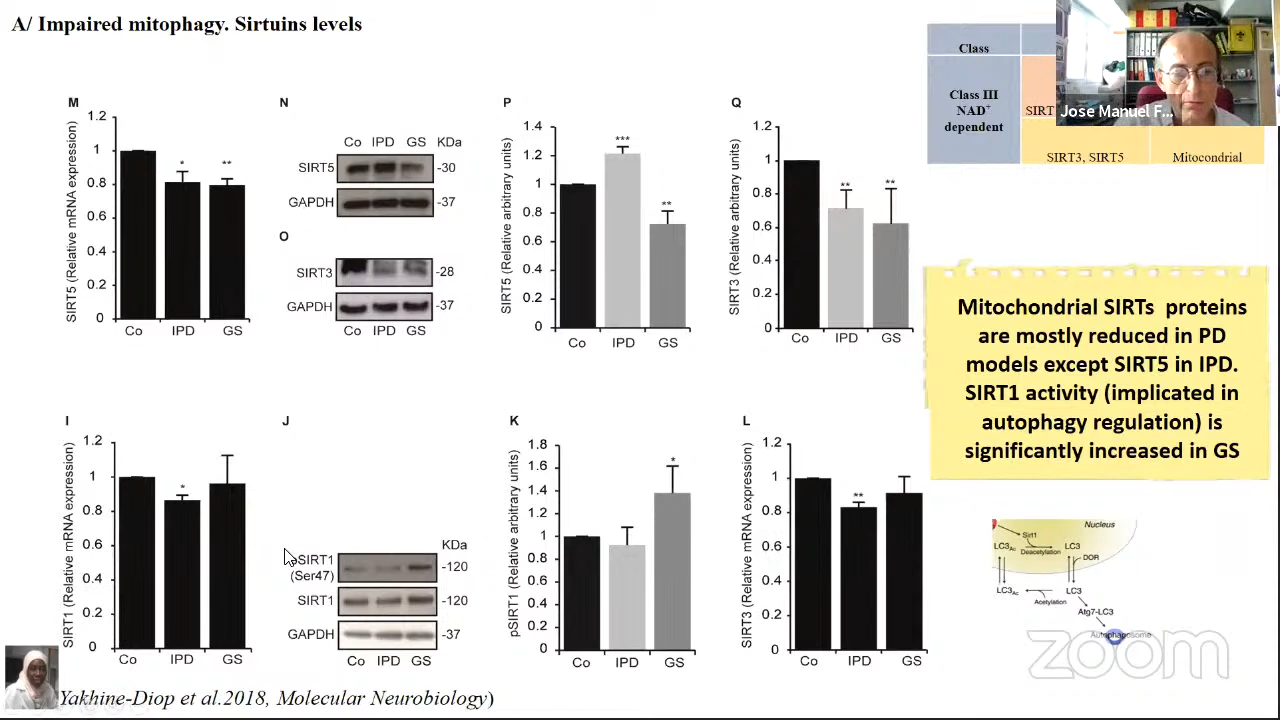 A/ Impaired mitophagy. Sirtuins levels
Class
Class III
NAD+
dependent
SIRT
SIRT3, SIRT5
Mitocondrial
Jose Manuel F...
M
SIRT5 (Relative mRNA expression)
1.2
1
0.8
0.6
0.4
0.2
0
*
**
Co IPD GS
N
Co IPD GS KDa
SIRT5 -30
GAPDH -37
O
SIRT3 -28
GAPDH -37
Co IPD GS
P
SIRT5 (Relative arbitrary units)
1.4
1.2
1
0.8
0.6
0.4
0.2
0
***
**
Co IPD GS
Q
SIRT3 (Relative arbitrary units)
1.2
1
0.8
0.6
0.4
0.2
0
**
**
Co IPD GS
Mitochondrial SIRTs proteins
are mostly reduced in PD
models except SIRT5 in IPD.
SIRT1 activity (implicated in
autophagy regulation) is
significantly increased in GS
I
SIRT1 (Relative mRNA expression)
1.2
1
0.8
0.6
0.4
0.2
0
*
Co IPD GS
J
KDa
pSIRT1
(Ser47)
-120
SIRT1 -120
GAPDH -37
Co IPD GS
K
pSIRT1 (Relative arbitrary units)
1.8
1.6
1.4
1.2
1
0.8
0.6
0.4
0.2
0
*
Co IPD GS
L
SIRT3 (Relative mRNA expression)
1.2
1
0.8
0.6
0.4
0.2
0
**
Co IPD GS
Nucleus
Sirt1
LC3Ac
Deacetylation
LC3
DOR
LC3Ac
Acetylation
LC3
Atg7-LC3
Autophagosome
zoom
Yakhine-Diop et al.2018, Molecular Neurobiology)